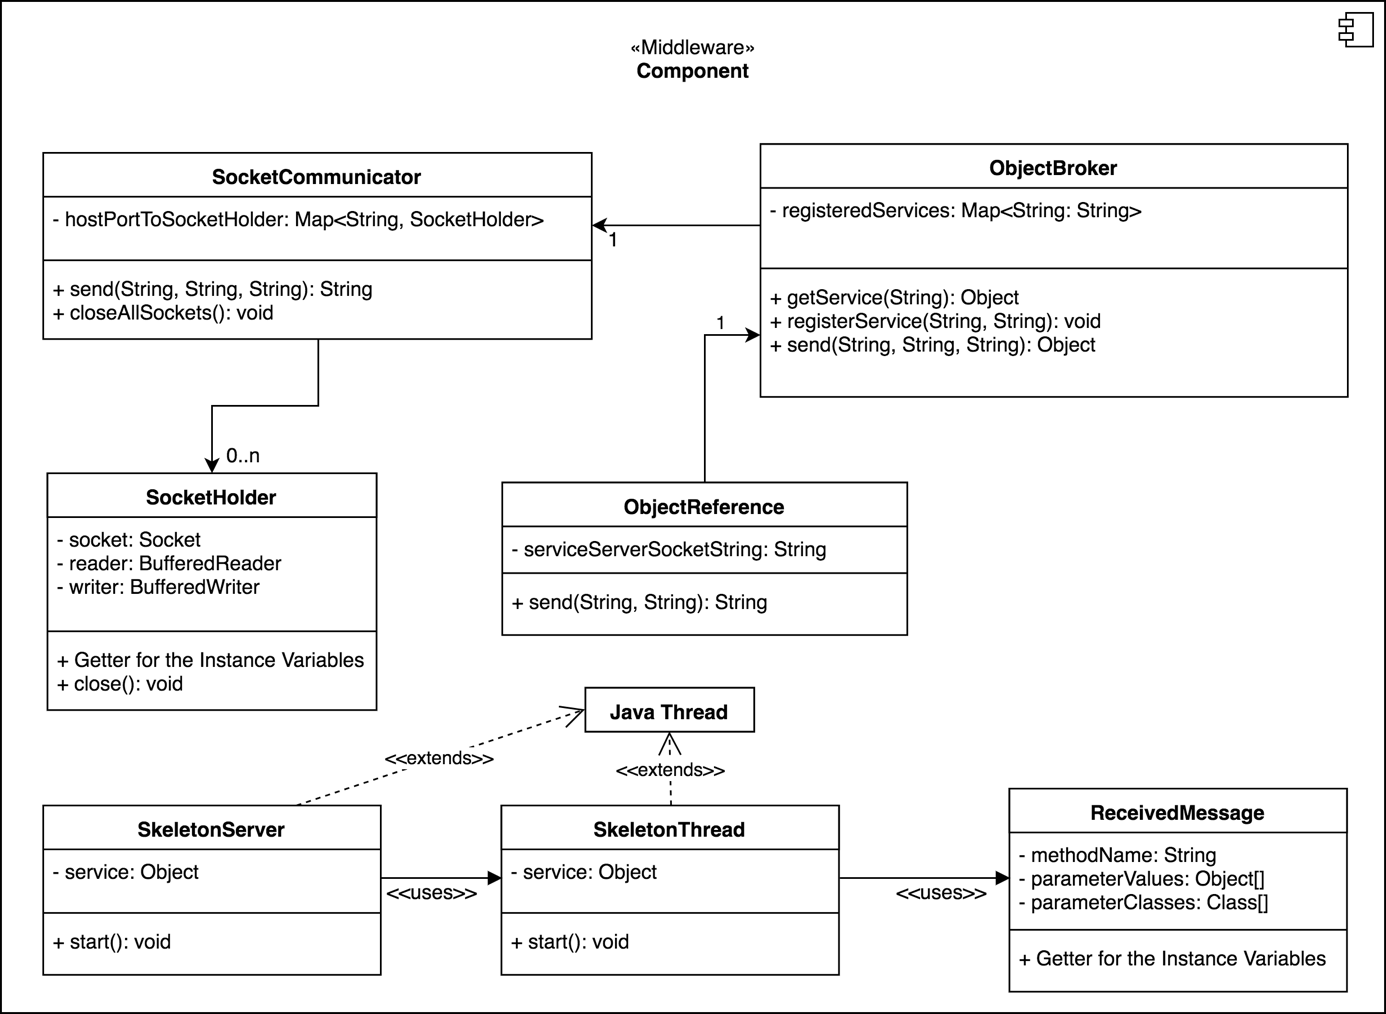 «Middleware»
Component
SocketCommunicator
- hostPortToSocketHolder: Map<String, SocketHolder>
+ send(String, String, String): String
+ closeAllSockets(): void
1
ObjectBroker
- registeredServices: Map<String: String>
+ getService(String): Object
+ registerService(String, String): void
+ send(String, String, String): Object
1
0..n
SocketHolder
- socket: Socket
- reader: BufferedReader
- writer: BufferedWriter
+ Getter for the Instance Variables
+ close(): void
ObjectReference
- serviceServerSocketString: String
+ send(String, String): String
Java Thread
<<extends>>
<<extends>>
SkeletonServer
- service: Object
+ start(): void
<<uses>>
SkeletonThread
- service: Object
+ start(): void
<<uses>>
ReceivedMessage
- methodName: String
- parameterValues: Object[]
- parameterClasses: Class[]
+ Getter for the Instance Variables